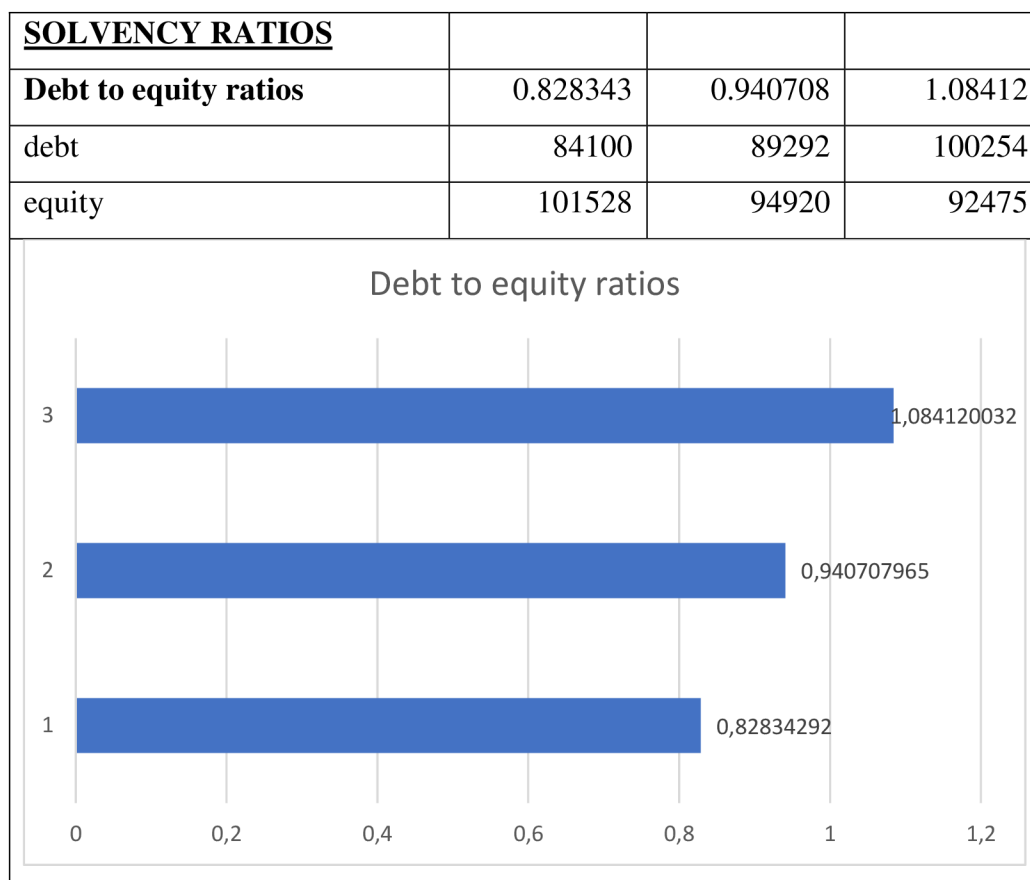 SOLVENCY RATIOS
Debt to equity ratios 0.828343 0.940708 1.08412
debt 84100 89292 100254
equity 101528 94920 92475
Debt to equity ratios
3 1,084120032
2 0,940707965
1 0,82834292
0 0,2 0,4 0,6 0,8 1 1,2